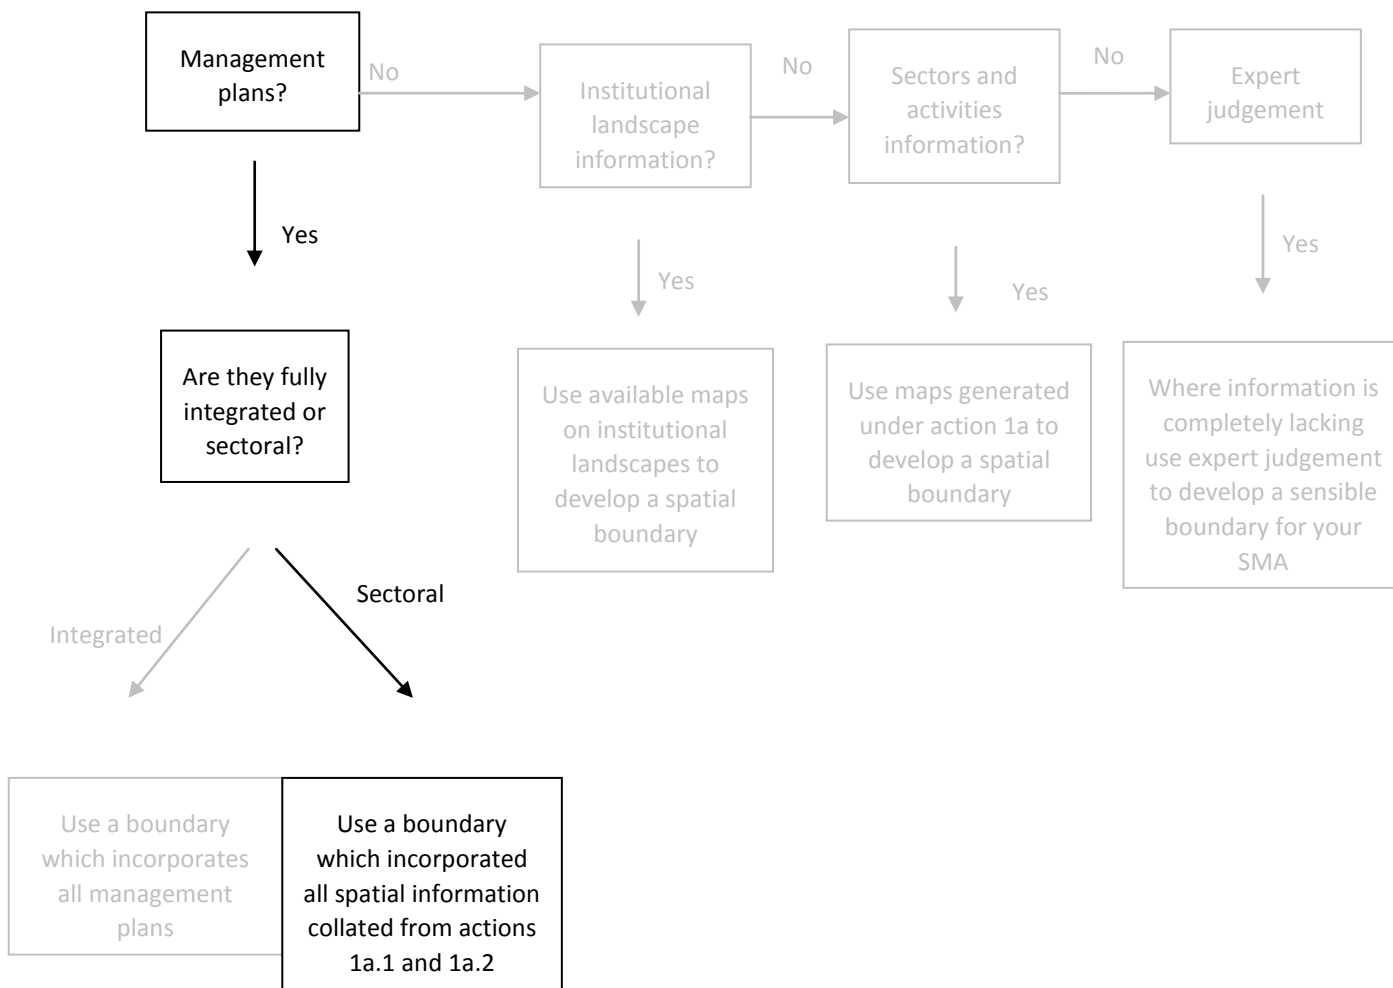 Management
plans?
No
Institutional
landscape
information?
No
Sectors and
activities
information?
No
Expert
judgement
Yes
Yes
Yes
Yes
Are they fully
integrated or
sectoral?
Use available maps
on institutional
landscapes to
develop a spatial
boundary
Use maps generated
under action 1a to
develop a spatial
boundary
Where information is
completely lacking
use expert judgement
to develop a sensible
boundary for your
SMA
Integrated
Sectoral
Use a boundary
which incorporates
all management
plans
Use a boundary
which incorporated
all spatial information
collated from actions
1a.1 and 1a.2